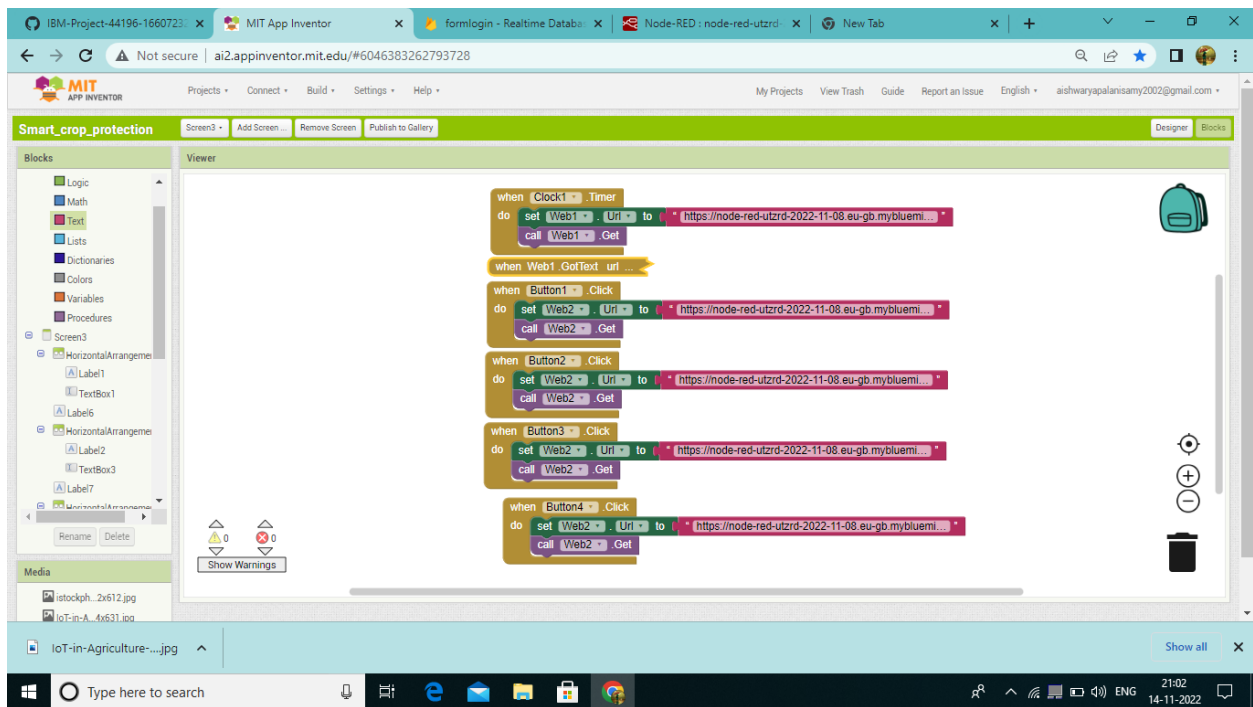 IBM-Project-44196-16607232
MIT App Inventor
formlogin - Realtime Databas
Node-RED : node-red-utzrd-
New Tab
Not secure | ai2.appinventor.mit.edu/#6046383262793728
MIT
APP INVENTOR
Projects Connect Build Settings Help
My Projects View Trash Guide Report an Issue English aishwaryapalanisamy2002@gmail.com
Smart_crop_protection
Screen3 Add Screen ... Remove Screen Publish to Gallery
Designer Blocks
Blocks
Viewer
Logic
Math
Text
Lists
Dictionaries
Colors
Variables
Procedures
Screen3
HorizontalArrangemen
Label1
TextBox1
Label6
HorizontalArrangemen
Label2
TextBox3
Label7
HorizontalArrangemen
Rename Delete
Media
istockph...2x612.jpg
IoT-in-A...4x631.jpg
when Clock1 .Timer
do set Web1 . Url to " https://node-red-utzrd-2022-11-08.eu-gb.mybluemi... "
call Web1 .Get
when Web1 .GotText url ...
when Button1 .Click
do set Web2 . Url to " https://node-red-utzrd-2022-11-08.eu-gb.mybluemi... "
call Web2 .Get
when Button2 .Click
do set Web2 . Url to " https://node-red-utzrd-2022-11-08.eu-gb.mybluemi... "
call Web2 .Get
when Button3 .Click
do set Web2 . Url to " https://node-red-utzrd-2022-11-08.eu-gb.mybluemi... "
call Web2 .Get
when Button4 .Click
do set Web2 . Url to " https://node-red-utzrd-2022-11-08.eu-gb.mybluemi... "
call Web2 .Get
0 0
Show Warnings
IoT-in-Agriculture-....jpg
Show all
Type here to search
ENG
21:02
14-11-2022